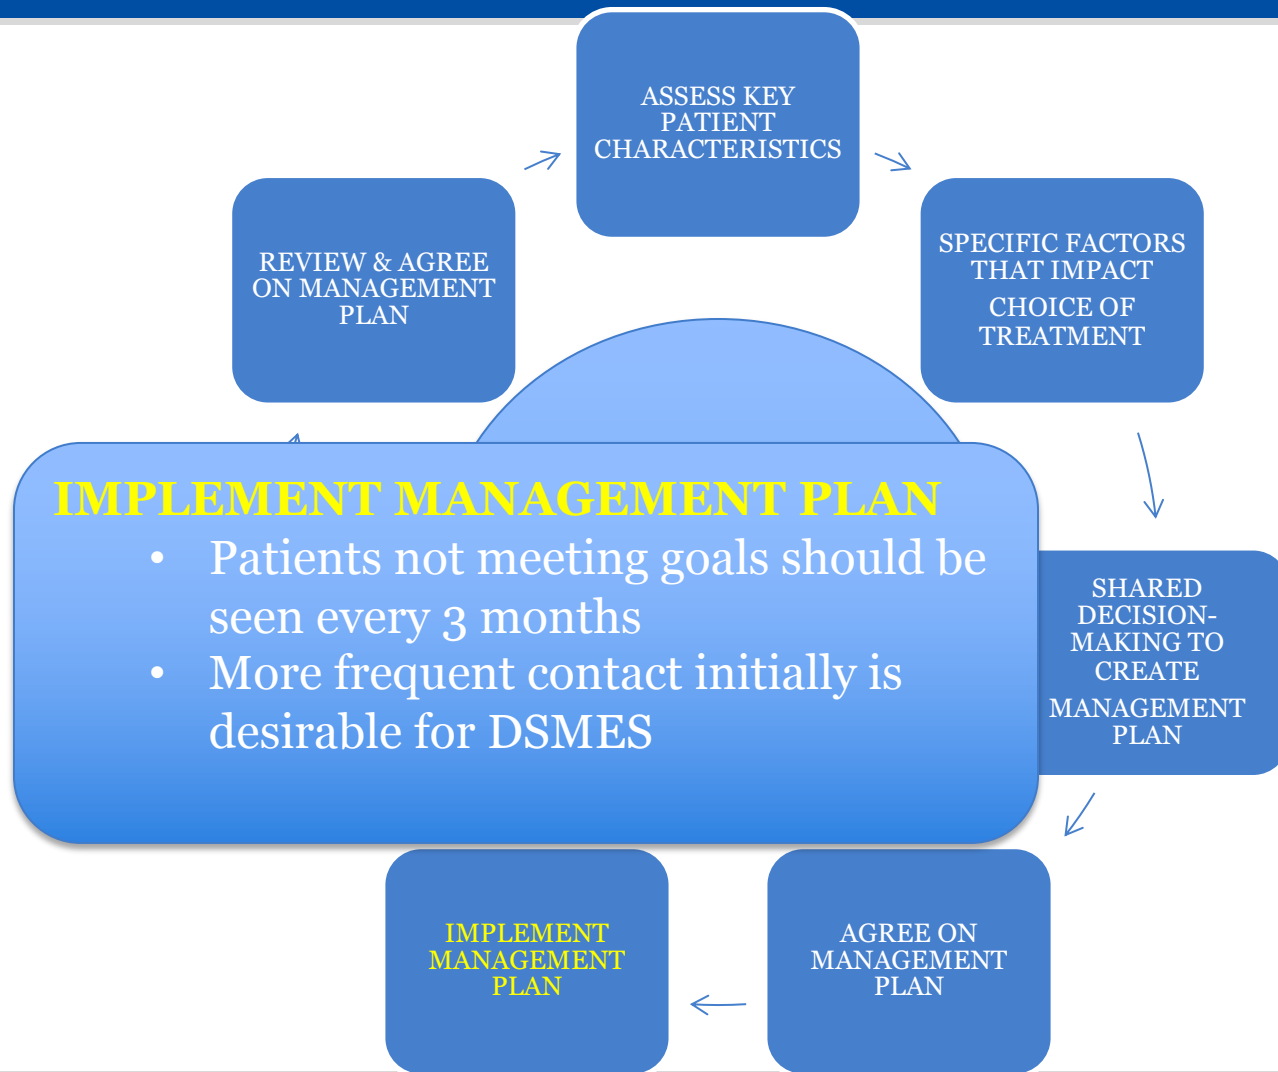 ASSESS KEY
PATIENT
CHARACTERISTICS
SPECIFIC FACTORS
THAT IMPACT
CHOICE OF
TREATMENT
REVIEW & AGREE
ON MANAGEMENT
PLAN
IMPLEMENT MANAGEMENT PLAN
• Patients not meeting goals should be
seen every 3 months
• More frequent contact initially is
desirable for DSMES
SHARED
DECISION-
MAKING TO
CREATE
MANAGEMENT
PLAN
IMPLEMENT
MANAGEMENT
PLAN
AGREE ON
MANAGEMENT
PLAN